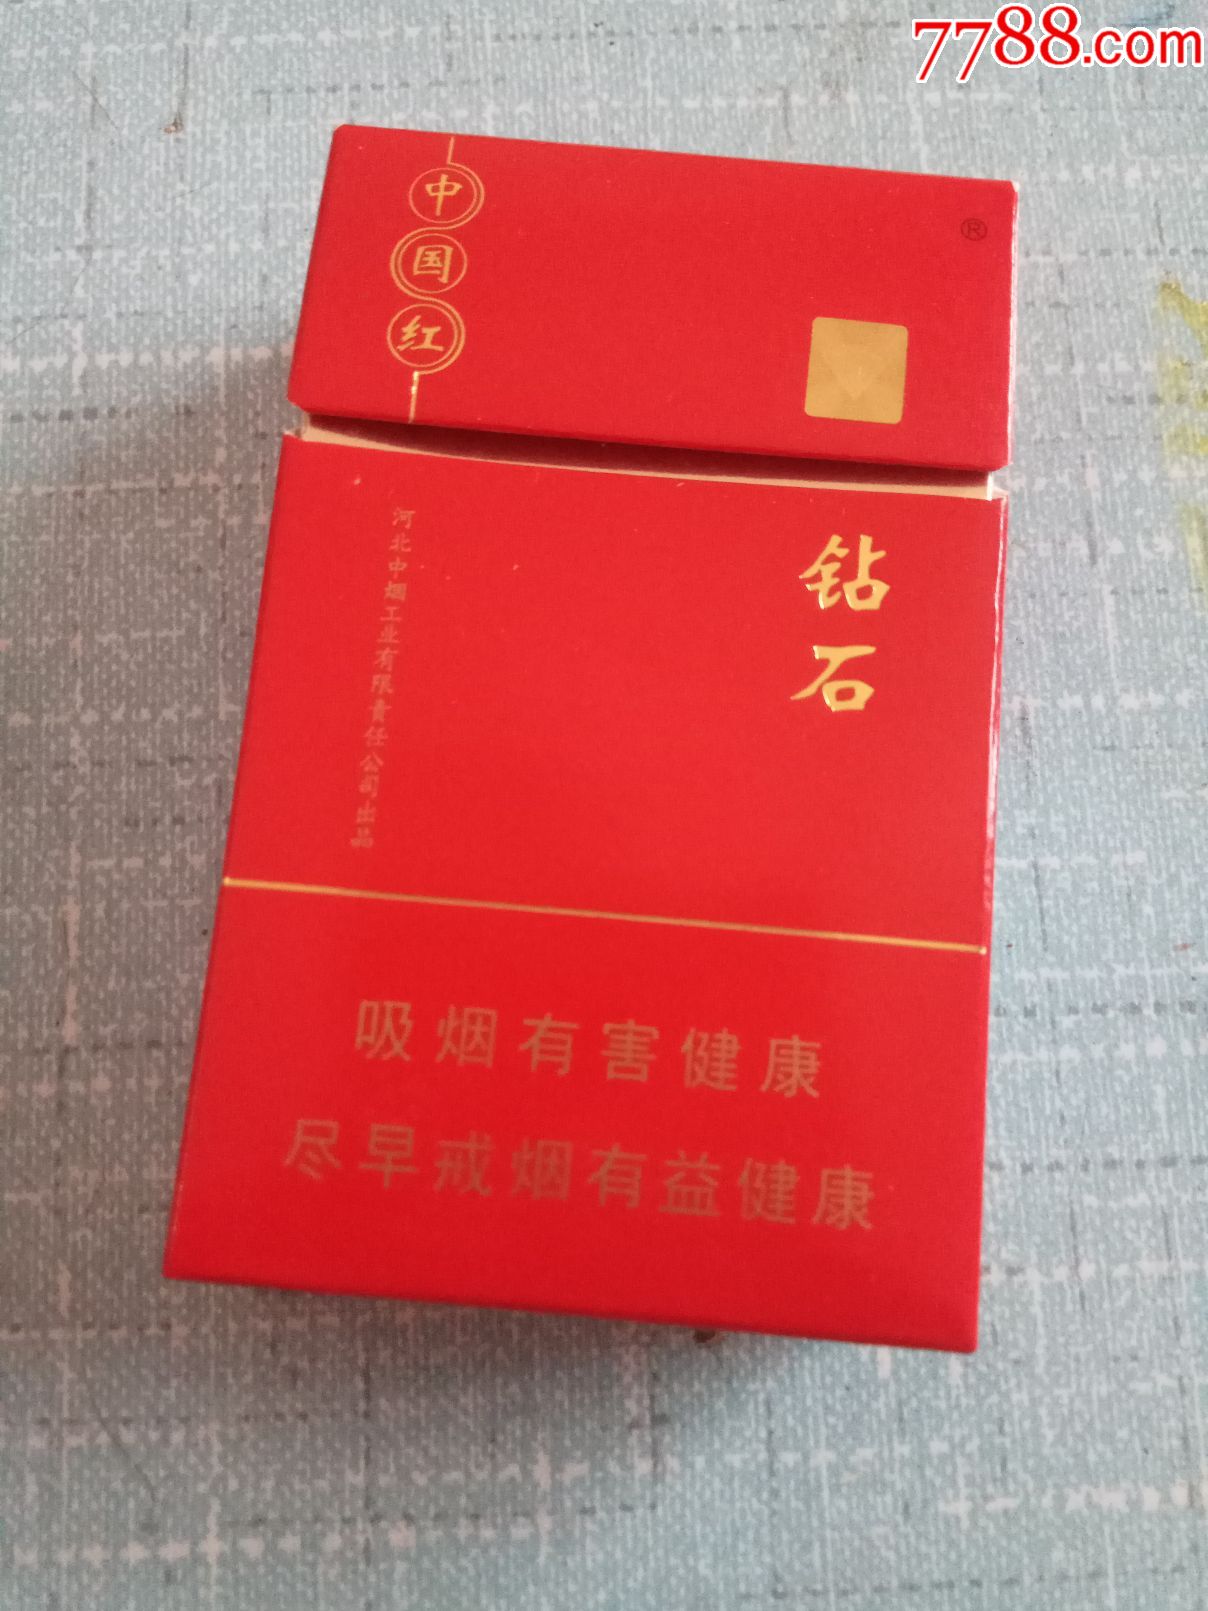 7788.com
中国红
®
钻石
河北中烟工业有限责任公司出品
吸烟有害健康
尽早戒烟有益健康